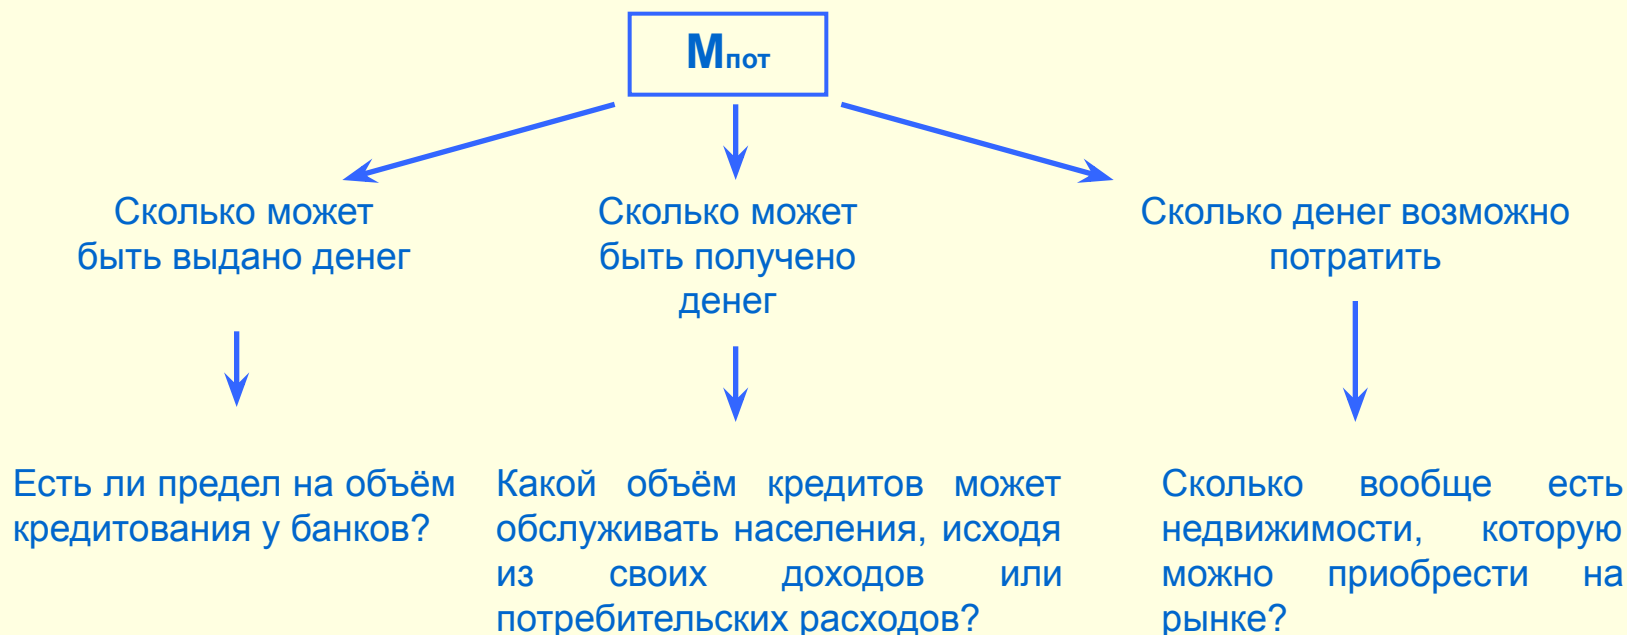 Мпот
Сколько может
быть выдано денег
Сколько может
быть получено
денег
Сколько денег возможно
потратить
Есть ли предел на объём
кредитования у банков?
Какой объём кредитов может
обслуживать населения, исходя
из своих доходов или
потребительских расходов?
Сколько вообще есть
недвижимости, которую
можно приобрести на
рынке?